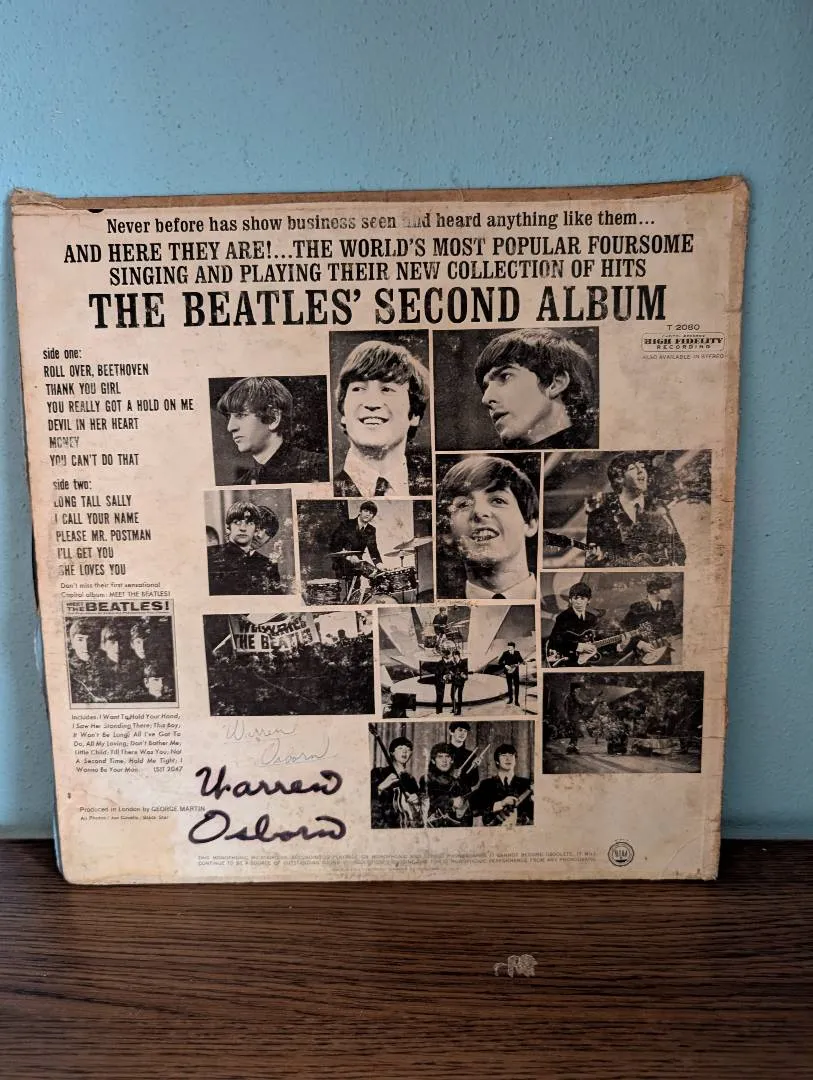 Never before has show business seen and heard anything like them...
AND HERE THEY ARE!...THE WORLD'S MOST POPULAR FOURSOME
SINGING AND PLAYING THEIR NEW COLLECTION OF HITS
THE BEATLES' SECOND ALBUM
T 2080
HIGH FIDELITY
RECORDING
ALSO AVAILABLE IN STEREO
side one:
ROLL OVER, BEETHOVEN
THANK YOU GIRL
YOU REALLY GOT A HOLD ON ME
DEVIL IN HER HEART
MONEY
YOU CAN'T DO THAT
side two:
LONG TALL SALLY
I CALL YOUR NAME
PLEASE MR. POSTMAN
I'LL GET YOU
SHE LOVES YOU
Don't miss their first sensational
Capitol album: MEET THE BEATLES!
MEET
THE BEATLES!
Includes: I Want To Hold Your Hand;
I Saw Her Standing There; This Boy;
It Won't Be Long; All I've Got To
Do; All My Loving; Don't Bother Me;
Little Child; Till There Was You; Not
A Second Time; Hold Me Tight; I
Wanna Be Your Man. (S)T 2047
THE BEATLES
Warren
Osborn
Warren
Osborn
Produced in London by GEORGE MARTIN